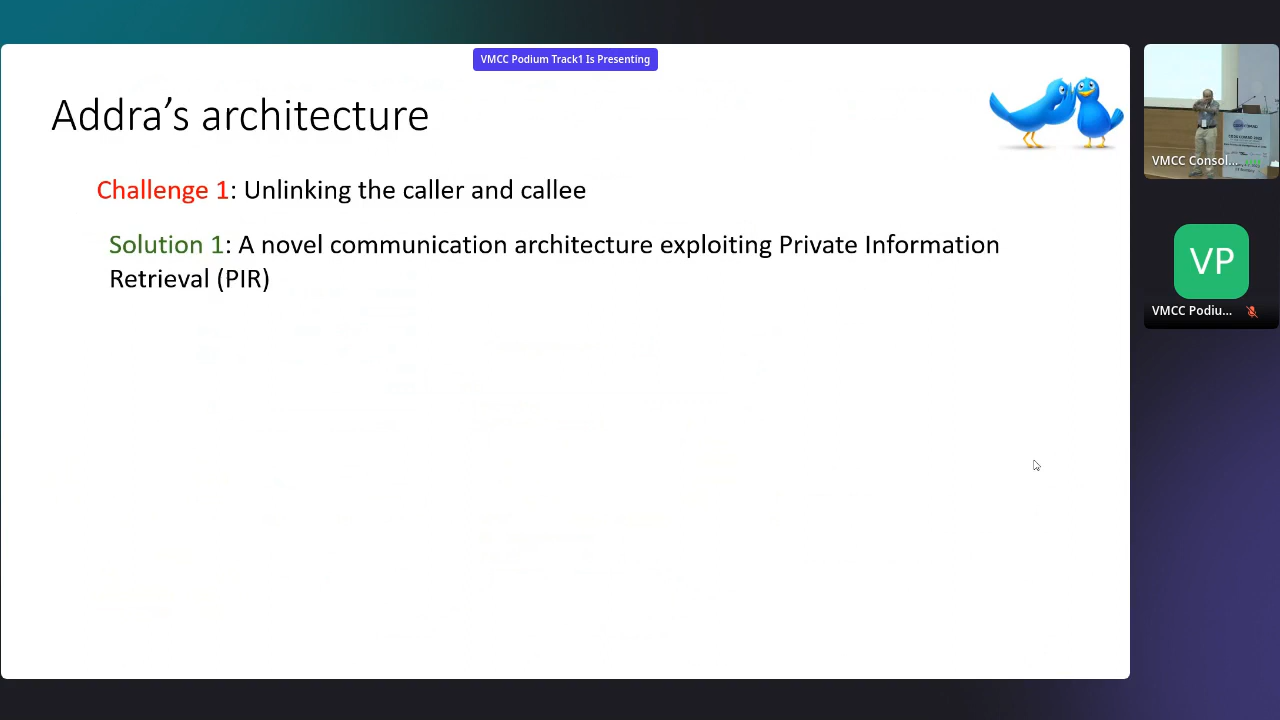 VMCC Podium Track1 Is Presenting
Addra's architecture
Challenge 1: Unlinking the caller and callee
Solution 1: A novel communication architecture exploiting Private Information
Retrieval (PIR)
VMCC Consol...
VP
VMCC Podiu...